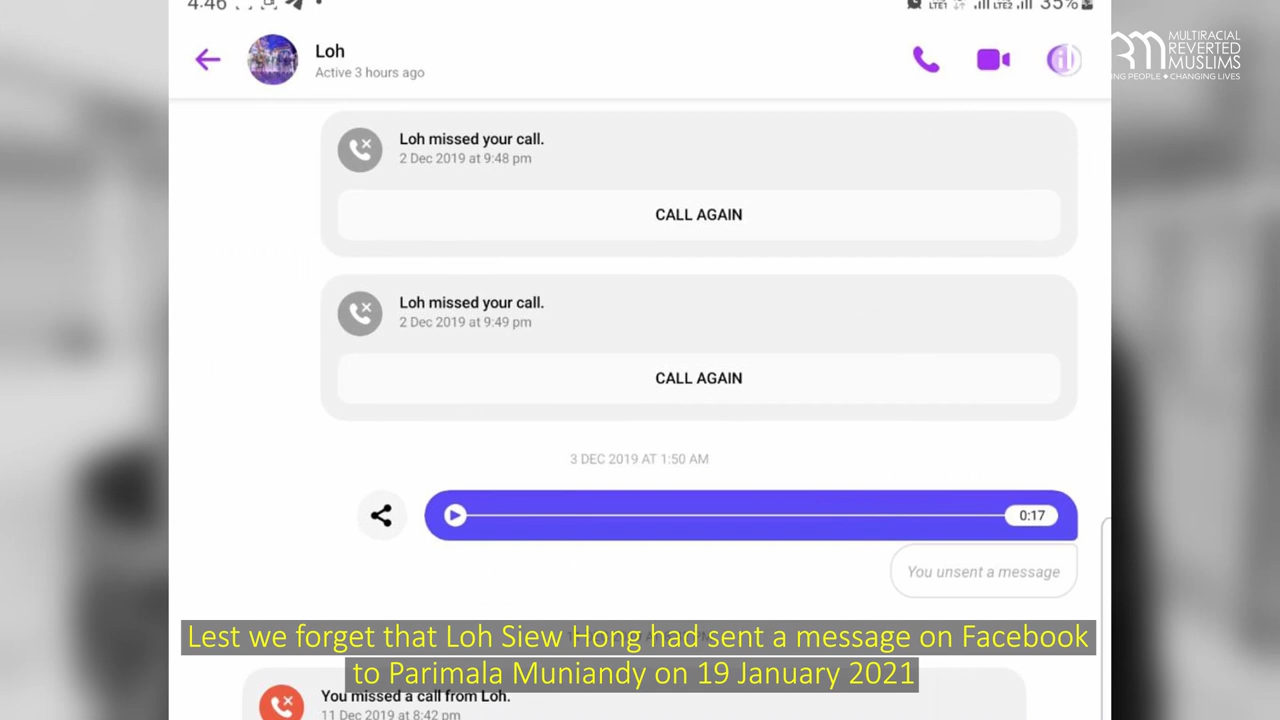 4:46
LTE1
LTE2
35%
Loh
Active 3 hours ago
MULTIRACIAL
REVERTED
MUSLIMS
NG PEOPLE ✦ CHANGING LIVES
Loh missed your call.
2 Dec 2019 at 9:48 pm
CALL AGAIN
Loh missed your call.
2 Dec 2019 at 9:49 pm
CALL AGAIN
3 DEC 2019 AT 1:50 AM
0:17
You unsent a message
Lest we forget that Loh Siew Hong had sent a message on Facebook
to Parimala Muniandy on 19 January 2021
You missed a call from Loh.
11 Dec 2019 at 8:42 pm